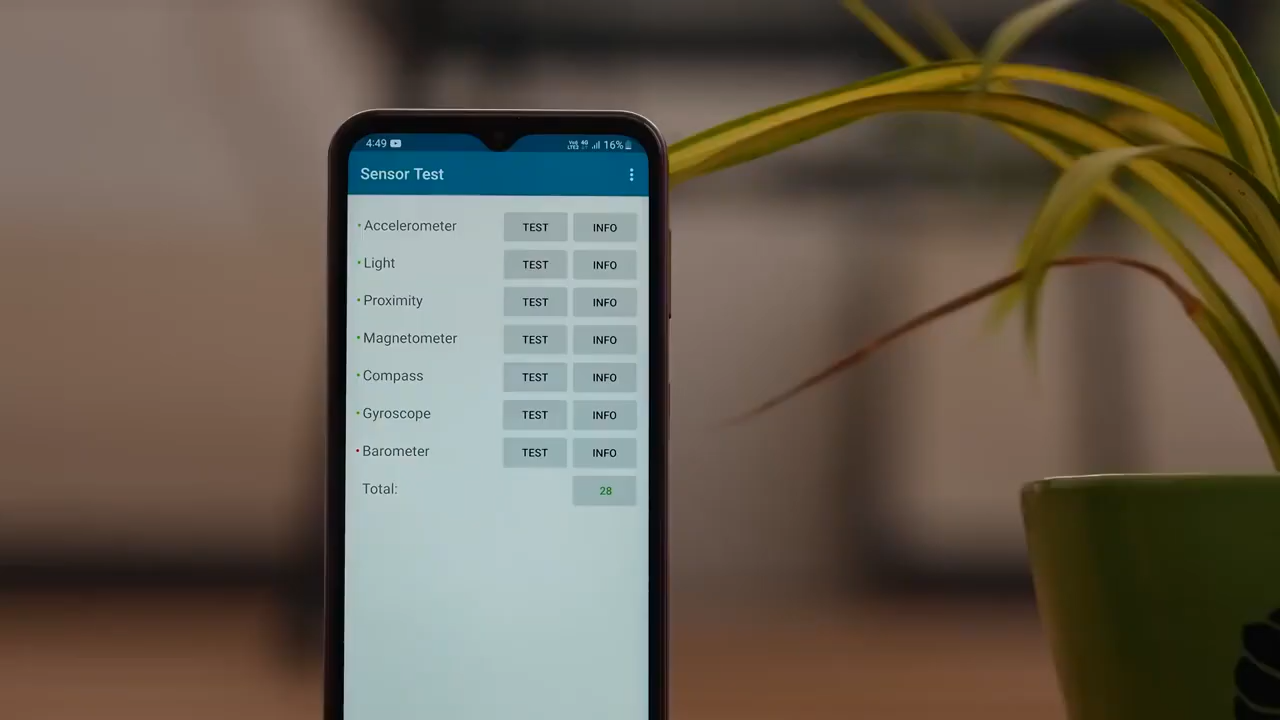 4:49 16%
Sensor Test
Accelerometer TEST INFO
Light TEST INFO
Proximity TEST INFO
Magnetometer TEST INFO
Compass TEST INFO
Gyroscope TEST INFO
Barometer TEST INFO
Total: 28